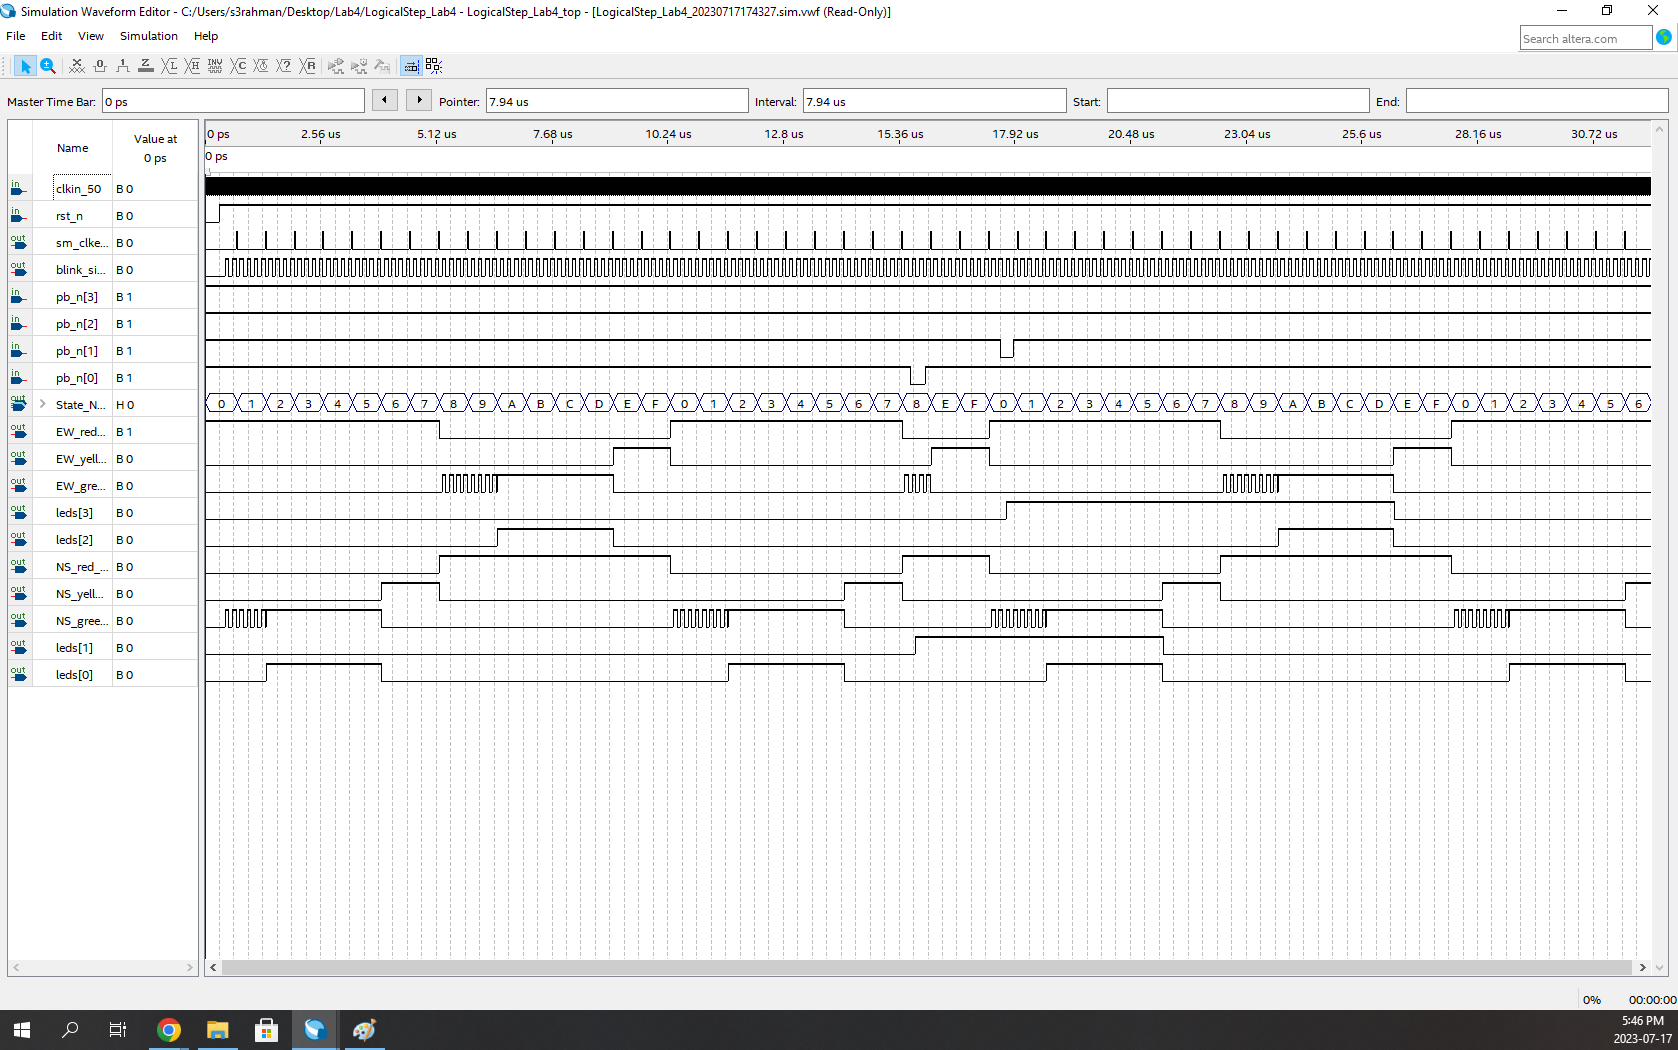 Simulation Waveform Editor - C:/Users/s3rahman/Desktop/Lab4/LogicalStep_Lab4 - LogicalStep_Lab4_top - [LogicalStep_Lab4_20230717174327.sim.vwf (Read-Only)]
File Edit View Simulation Help
Search altera.com
Master Time Bar: 0 ps Pointer: 7.94 us Interval: 7.94 us Start: End:
Name Value at 0 ps
0 ps 2.56 us 5.12 us 7.68 us 10.24 us 12.8 us 15.36 us 17.92 us 20.48 us 23.04 us 25.6 us 28.16 us 30.72 us
0 ps
in clkin_50 B 0
in rst_n B 0
out sm_clke... B 0
out blink_si... B 0
in pb_n[3] B 1
in pb_n[2] B 1
in pb_n[1] B 1
in pb_n[0] B 1
out State_N... H 0 0 1 2 3 4 5 6 7 8 9 A B C D E F 0 1 2 3 4 5 6 7 8 E F 0 1 2 3 4 5 6 7 8 9 A B C D E F 0 1 2 3 4 5 6
out EW_red... B 1
out EW_yell... B 0
out EW_gre... B 0
out leds[3] B 0
out leds[2] B 0
out NS_red_... B 0
out NS_yell... B 0
out NS_gree... B 0
out leds[1] B 0
out leds[0] B 0
0% 00:00:00
5:46 PM
2023-07-17